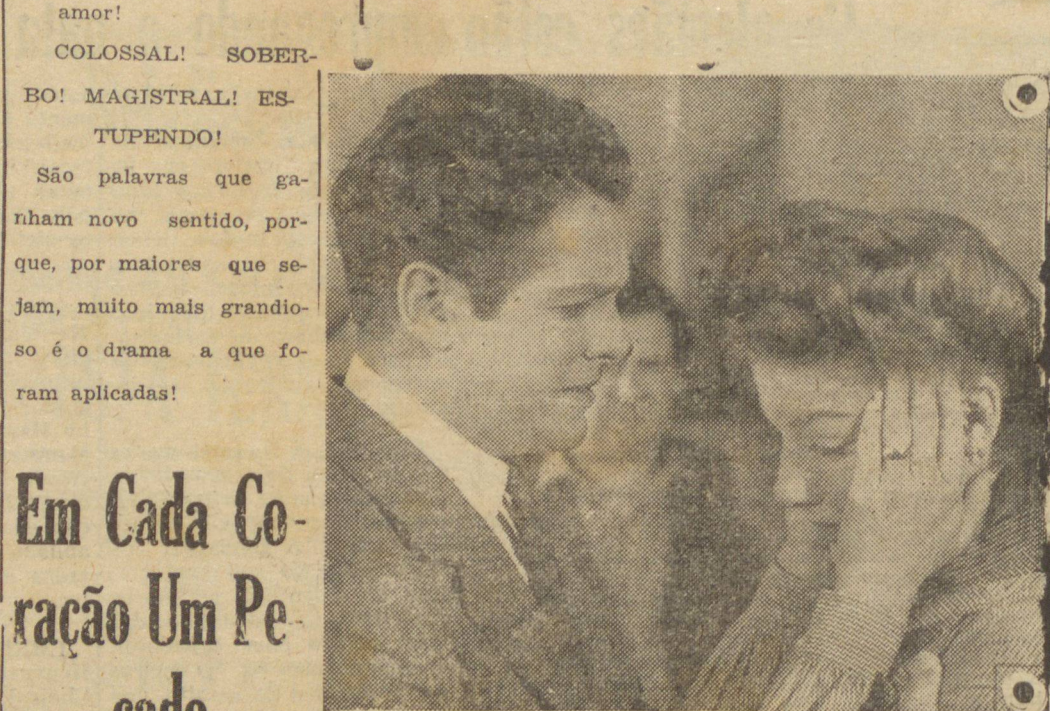 amor!
COLOSSAL! SOBER-
BO! MAGISTRAL! ES-
TUPENDO!
São palavras que ga-
nham novo sentido, por-
que, por maiores que se-
jam, muito mais grandio-
so é o drama a que fo-
ram aplicadas!
Em Cada Co-
ração Um Pe
cado